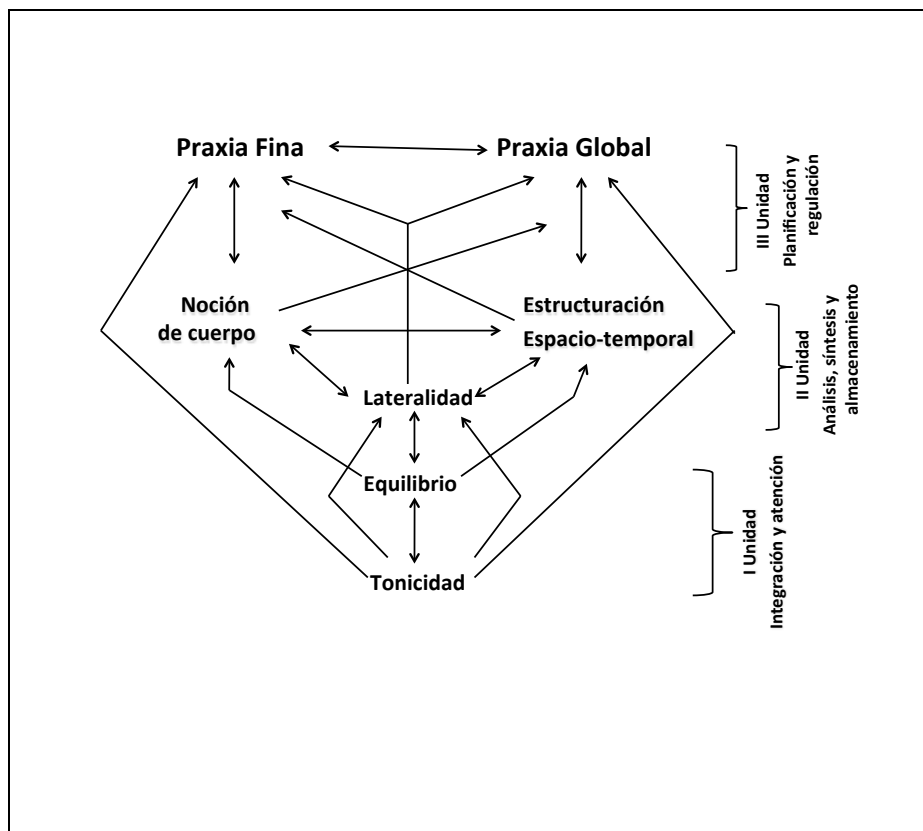 Praxia Fina
Praxia Global
Noción
de cuerpo
Estructuración
Espacio-temporal
Lateralidad
Equilibrio
Tonicidad
III Unidad
Planificación y
regulación
II Unidad
Análisis, síntesis y
almacenamiento
I Unidad
Integración y atención